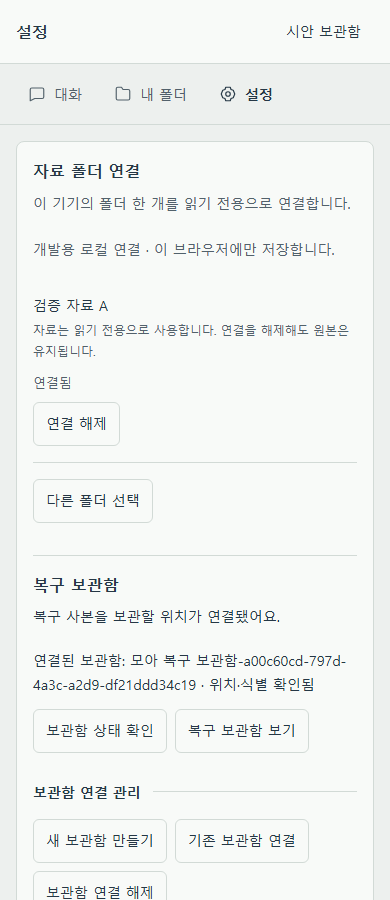 설정
시안 보관함
대화
내 폴더
설정
자료 폴더 연결
이 기기의 폴더 한 개를 읽기 전용으로 연결합니다.
개발용 로컬 연결 · 이 브라우저에만 저장합니다.
검증 자료 A
자료는 읽기 전용으로 사용합니다. 연결을 해제해도 원본은
유지됩니다.
연결됨
연결 해제
다른 폴더 선택
복구 보관함
복구 사본을 보관할 위치가 연결됐어요.
연결된 보관함: 모아 복구 보관함-a00c60cd-797d-
4a3c-a2d9-df21ddd34c19 · 위치·식별 확인됨
보관함 상태 확인
복구 보관함 보기
보관함 연결 관리
새 보관함 만들기
기존 보관함 연결
보관함 연결 해제